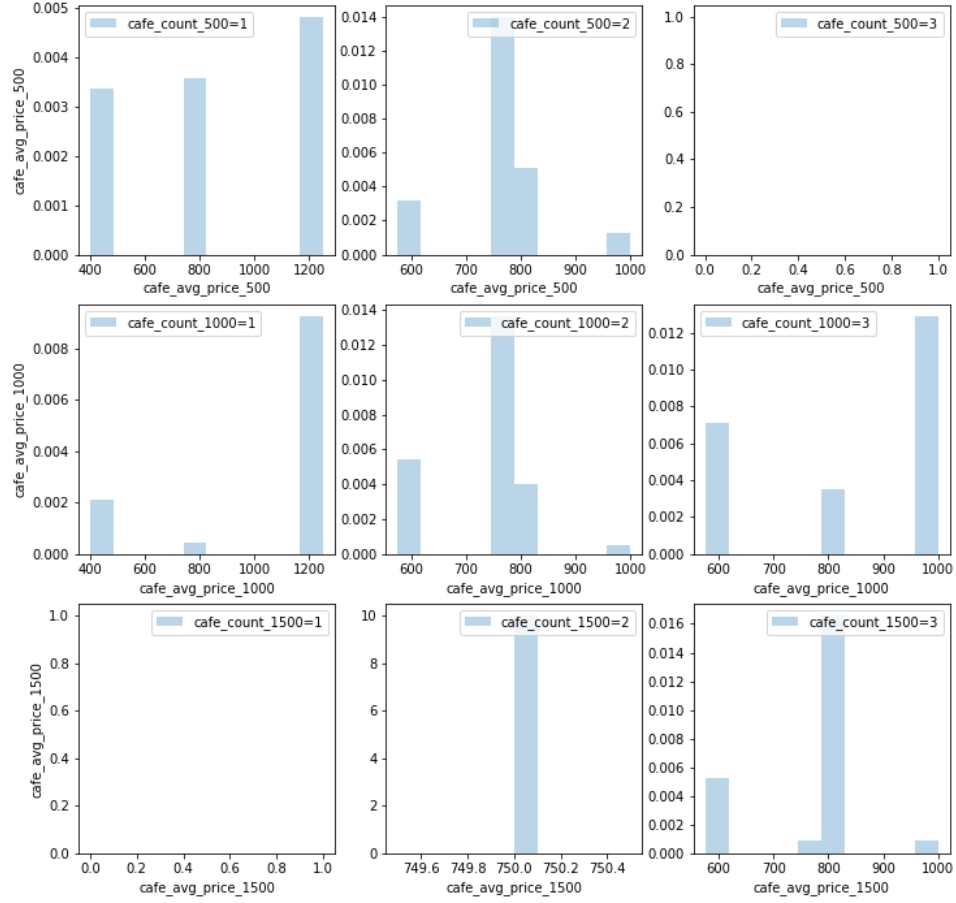 0.005
0.004
0.003
0.002
0.001
0.000
cafe_avg_price_500
cafe_count_500=1
400 600 800 1000 1200
cafe_avg_price_500
0.014
0.012
0.010
0.008
0.006
0.004
0.002
0.000
cafe_count_500=2
600 700 800 900 1000
cafe_avg_price_500
1.0
0.8
0.6
0.4
0.2
0.0
cafe_count_500=3
0.0 0.2 0.4 0.6 0.8 1.0
cafe_avg_price_500
0.008
0.006
0.004
0.002
0.000
cafe_avg_price_1000
cafe_count_1000=1
400 600 800 1000 1200
cafe_avg_price_1000
0.014
0.012
0.010
0.008
0.006
0.004
0.002
0.000
cafe_count_1000=2
600 700 800 900 1000
cafe_avg_price_1000
0.012
0.010
0.008
0.006
0.004
0.002
0.000
cafe_count_1000=3
600 700 800 900 1000
cafe_avg_price_1000
1.0
0.8
0.6
0.4
0.2
0.0
cafe_avg_price_1500
cafe_count_1500=1
0.0 0.2 0.4 0.6 0.8 1.0
cafe_avg_price_1500
10
8
6
4
2
0
cafe_count_1500=2
749.6 749.8 750.0 750.2 750.4
cafe_avg_price_1500
0.016
0.014
0.012
0.010
0.008
0.006
0.004
0.002
0.000
cafe_count_1500=3
600 700 800 900 1000
cafe_avg_price_1500